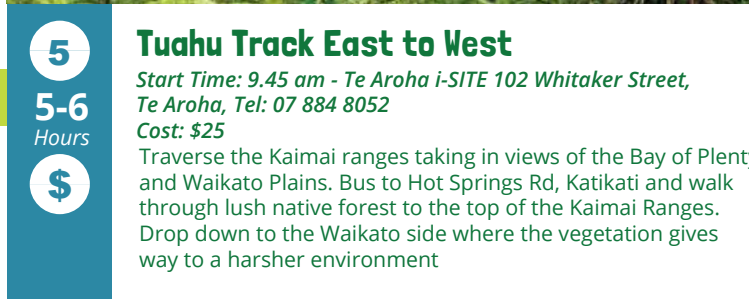 5
5-6
Hours
$
Tuahu Track East to West
Start Time: 9.45 am - Te Aroha i-SITE 102 Whitaker Street,
Te Aroha, Tel: 07 884 8052
Cost: $25
Traverse the Kaimai ranges taking in views of the Bay of Plenty
and Waikato Plains. Bus to Hot Springs Rd, Katikati and walk
through lush native forest to the top of the Kaimai Ranges.
Drop down to the Waikato side where the vegetation gives
way to a harsher environment